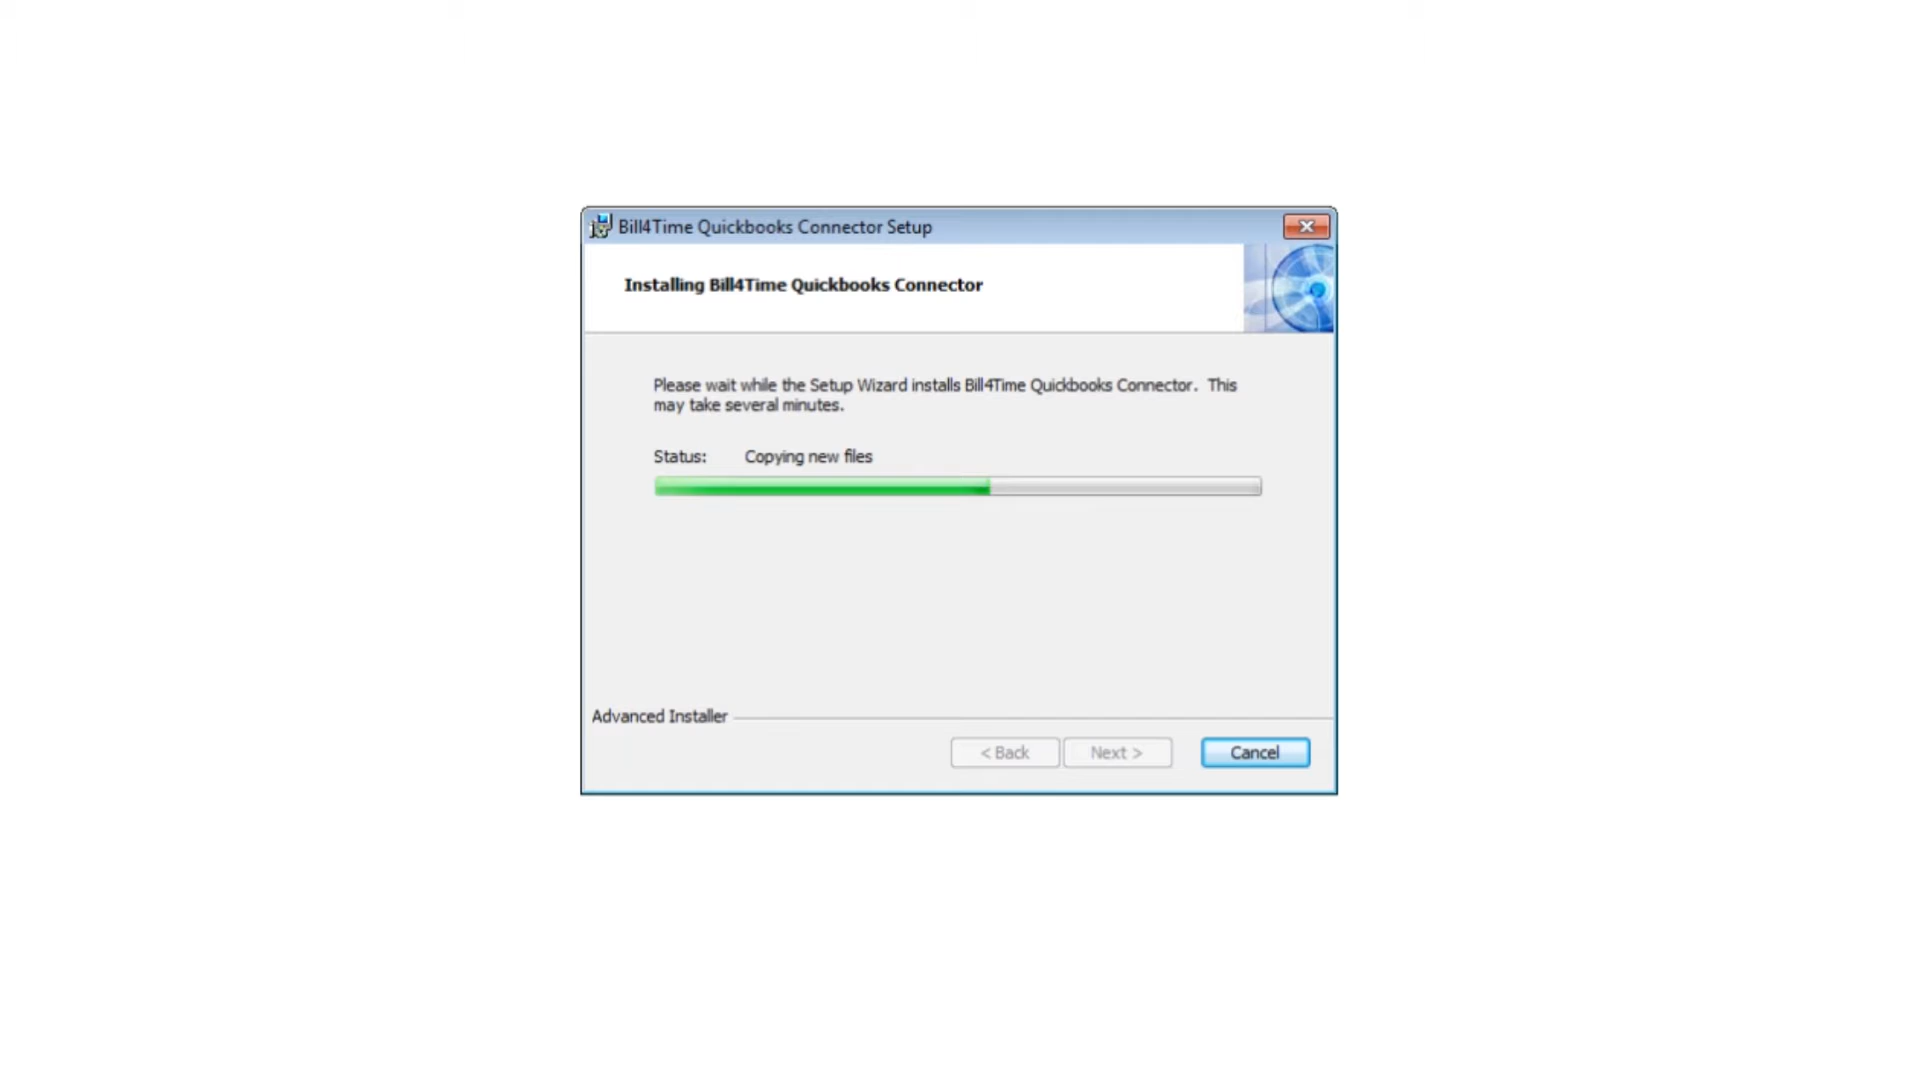 Bill4Time Quickbooks Connector Setup
Installing Bill4Time Quickbooks Connector
Please wait while the Setup Wizard installs Bill4Time Quickbooks Connector. This
may take several minutes.
Status: Copying new files
Advanced Installer
< Back Next > Cancel